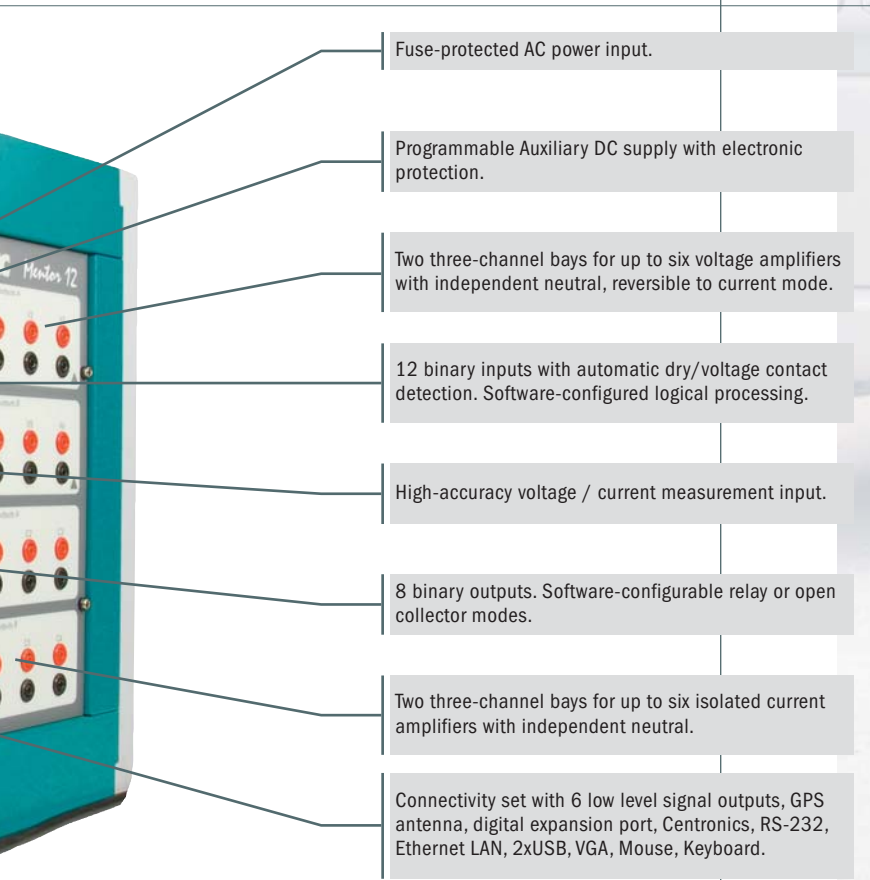 Fuse-protected AC power input.
Programmable Auxiliary DC supply with electronic
protection.
Mentor 12
Two three-channel bays for up to six voltage amplifiers
with independent neutral, reversible to current mode.
12 binary inputs with automatic dry/voltage contact
detection. Software-configured logical processing.
High-accuracy voltage / current measurement input.
8 binary outputs. Software-configurable relay or open
collector modes.
Two three-channel bays for up to six isolated current
amplifiers with independent neutral.
Connectivity set with 6 low level signal outputs, GPS
antenna, digital expansion port, Centronics, RS-232,
Ethernet LAN, 2xUSB, VGA, Mouse, Keyboard.